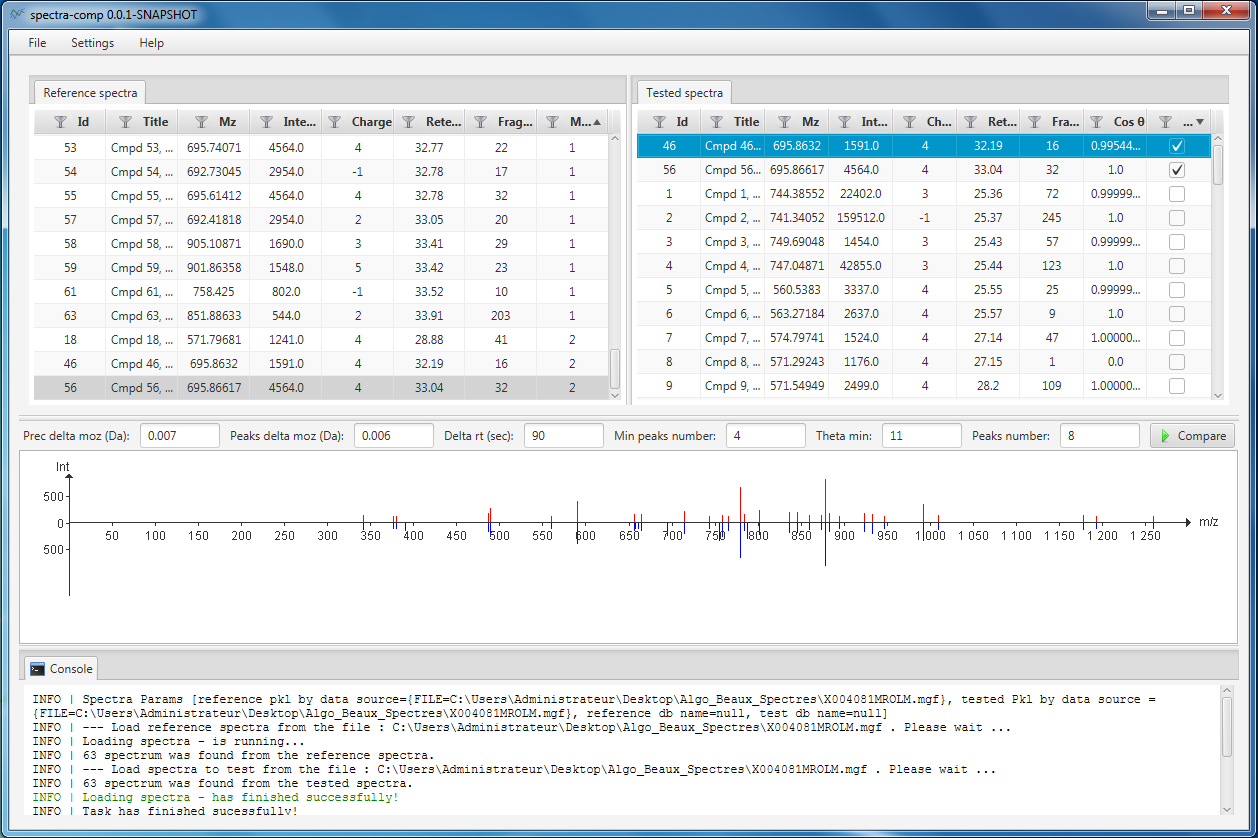 spectra-comp 0.0.1-SNAPSHOT
File Settings Help
Reference spectra
Id Title Mz Inte... Charge Rete... Frag... M...
53 Cmpd 53, ... 695.74071 4564.0 4 32.77 22 1
54 Cmpd 54, ... 692.73045 2954.0 -1 32.78 17 1
55 Cmpd 55, ... 695.61412 4564.0 4 32.78 32 1
57 Cmpd 57, ... 692.41818 2954.0 2 33.05 20 1
58 Cmpd 58, ... 905.10871 1690.0 3 33.41 29 1
59 Cmpd 59, ... 901.86358 1548.0 5 33.42 23 1
61 Cmpd 61, ... 758.425 802.0 -1 33.52 10 1
63 Cmpd 63, ... 851.88633 544.0 2 33.91 203 1
18 Cmpd 18, ... 571.79681 1241.0 4 28.88 41 2
46 Cmpd 46, ... 695.8632 1591.0 4 32.19 16 2
56 Cmpd 56, ... 695.86617 4564.0 4 33.04 32 2
Tested spectra
Id Title Mz Int... Ch... Ret... Fra... Cos θ ...
46 Cmpd 46... 695.8632 1591.0 4 32.19 16 0.99544...
56 Cmpd 56... 695.86617 4564.0 4 33.04 32 1.0
1 Cmpd 1, ... 744.38552 22402.0 3 25.36 72 0.99999...
2 Cmpd 2, ... 741.34052 159512.0 -1 25.37 245 1.0
3 Cmpd 3, ... 749.69048 1454.0 3 25.43 57 0.99999...
4 Cmpd 4, ... 747.04871 42855.0 3 25.44 123 1.0
5 Cmpd 5, ... 560.5383 3337.0 4 25.55 25 0.99999...
6 Cmpd 6, ... 563.27184 2637.0 4 25.57 9 1.0
7 Cmpd 7, ... 574.79741 1524.0 4 27.14 47 1.00000...
8 Cmpd 8, ... 571.29243 1176.0 4 27.15 1 0.0
9 Cmpd 9, ... 571.54949 2499.0 4 28.2 109 1.00000...
Prec delta moz (Da): 0.007 Peaks delta moz (Da): 0.006 Delta rt (sec): 90 Min peaks number: 4 Theta min: 11 Peaks number: 8 Compare
Int
500
0
500
50 100 150 200 250 300 350 400 450 500 550 600 650 700 750 800 850 900 950 1 000 1 050 1 100 1 150 1 200 1 250
m/z
Console
INFO | Spectra Params [reference pkl by data source={FILE=C:\Users\Administrateur\Desktop\Algo_Beaux_Spectres\X004081MROLM.mgf}, tested Pkl by data source =
{FILE=C:\Users\Administrateur\Desktop\Algo_Beaux_Spectres\X004081MROLM.mgf}, reference db name=null, test db name=null]
INFO | --- Load reference spectra from the file : C:\Users\Administrateur\Desktop\Algo_Beaux_Spectres\X004081MROLM.mgf . Please wait ...
INFO | Loading spectra - is running...
INFO | 63 spectrum was found from the reference spectra.
INFO | --- Load spectra to test from the file : C:\Users\Administrateur\Desktop\Algo_Beaux_Spectres\X004081MROLM.mgf . Please wait ...
INFO | 63 spectrum was found from the tested spectra.
INFO | Loading spectra - has finished successfully!
INFO | Task has finished sucessfully!